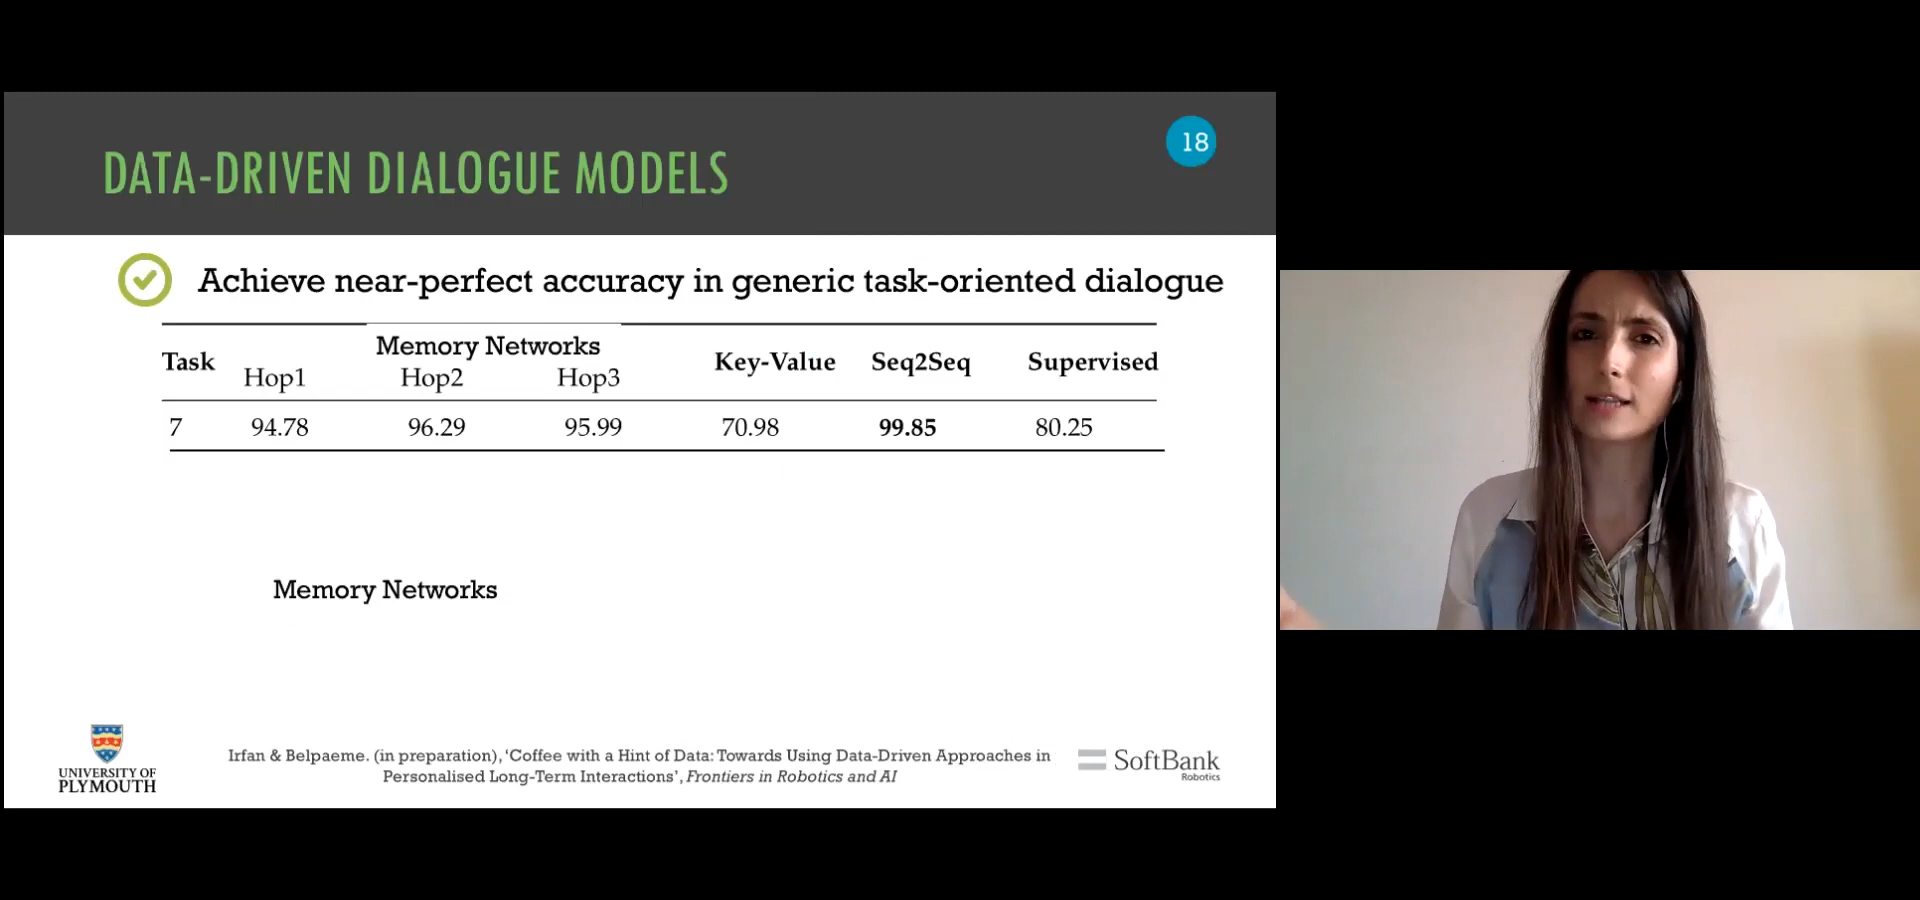 DATA-DRIVEN DIALOGUE MODELS
18
Achieve near-perfect accuracy in generic task-oriented dialogue
Task Memory Networks Key-Value Seq2Seq Supervised
Hop1 Hop2 Hop3
7 94.78 96.29 95.99 70.98 99.85 80.25
Memory Networks
UNIVERSITY OF
PLYMOUTH
Irfan & Belpaeme. (in preparation), ‘Coffee with a Hint of Data: Towards Using Data-Driven Approaches in
Personalised Long-Term Interactions’, Frontiers in Robotics and AI
SoftBank
Robotics